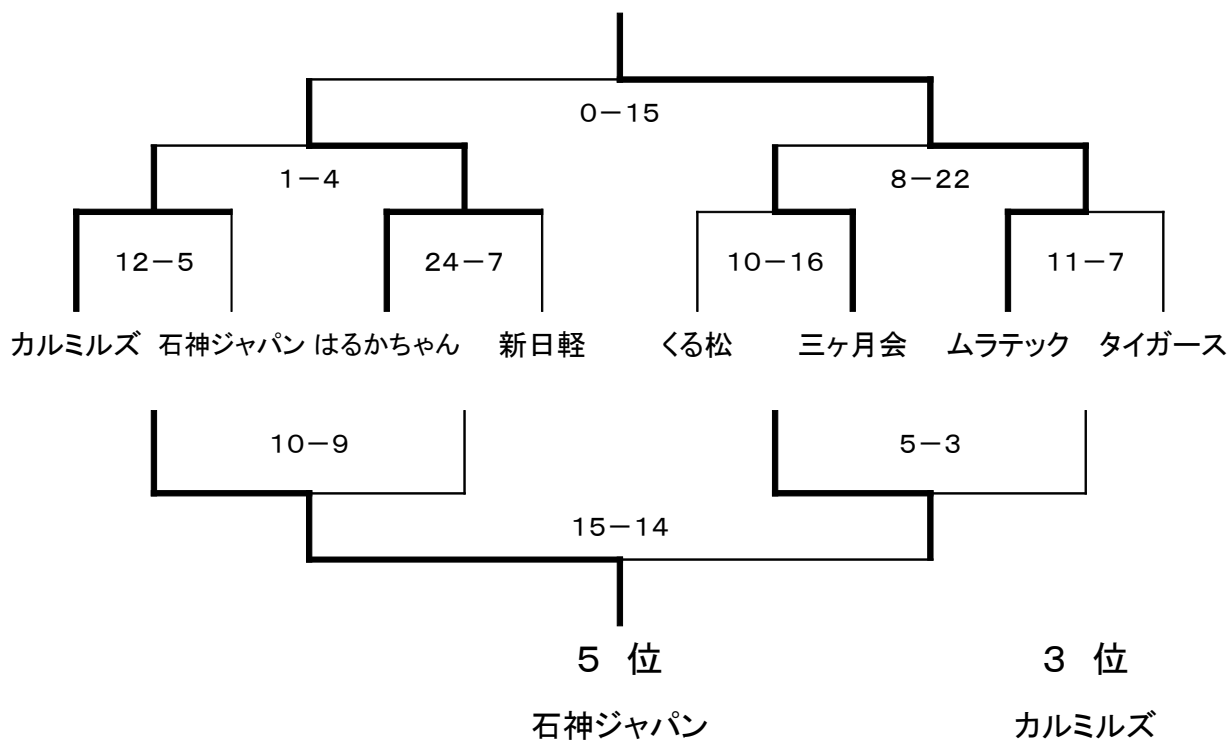 0－15
1－4
8－22
12－5
24－7
10－16
11－7
カルミルズ 石神ジャパン はるかちゃん 新日軽 くる松 三ヶ月会 ムラテック タイガース
10－9
5－3
15－14
5 位
3 位
石神ジャパン
カルミルズ